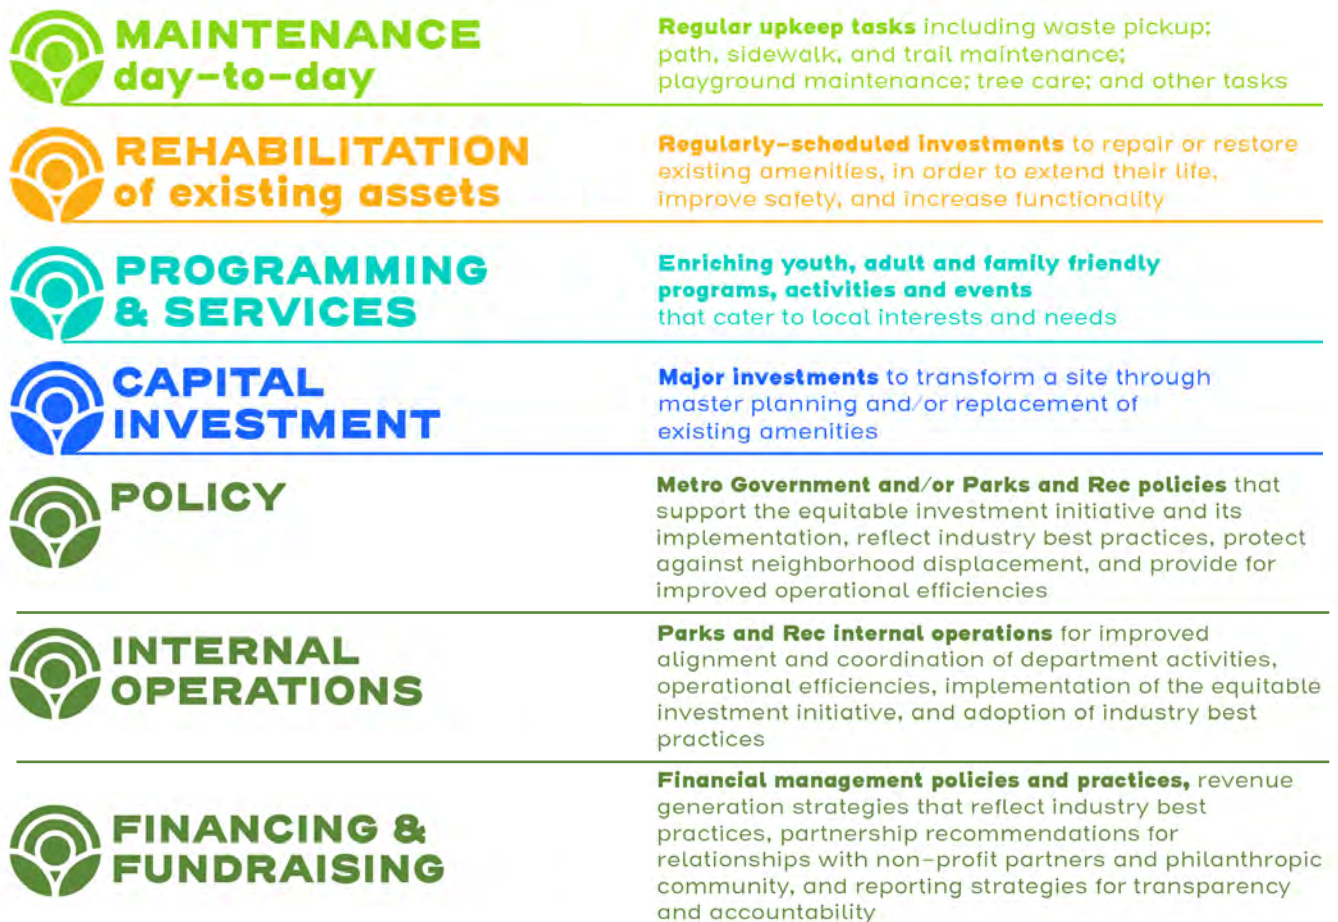 MAINTENANCE
day-to-day
Regular upkeep tasks including waste pickup;
path, sidewalk, and trail maintenance;
playground maintenance; tree care; and other tasks
REHABILITATION
of existing assets
Regularly-scheduled investments to repair or restore
existing amenities, in order to extend their life,
improve safety, and increase functionality
PROGRAMMING
& SERVICES
Enriching youth, adult and family friendly
programs, activities and events
that cater to local interests and needs
CAPITAL
INVESTMENT
Major investments to transform a site through
master planning and/or replacement of
existing amenities
POLICY
Metro Government and/or Parks and Rec policies that
support the equitable investment initiative and its
implementation, reflect industry best practices, protect
against neighborhood displacement, and provide for
improved operational efficiencies
INTERNAL
OPERATIONS
Parks and Rec internal operations for improved
alignment and coordination of department activities,
operational efficiencies, implementation of the equitable
investment initiative, and adoption of industry best
practices
FINANCING &
FUNDRAISING
Financial management policies and practices, revenue
generation strategies that reflect industry best
practices, partnership recommendations for
relationships with non-profit partners and philanthropic
community, and reporting strategies for transparency
and accountability